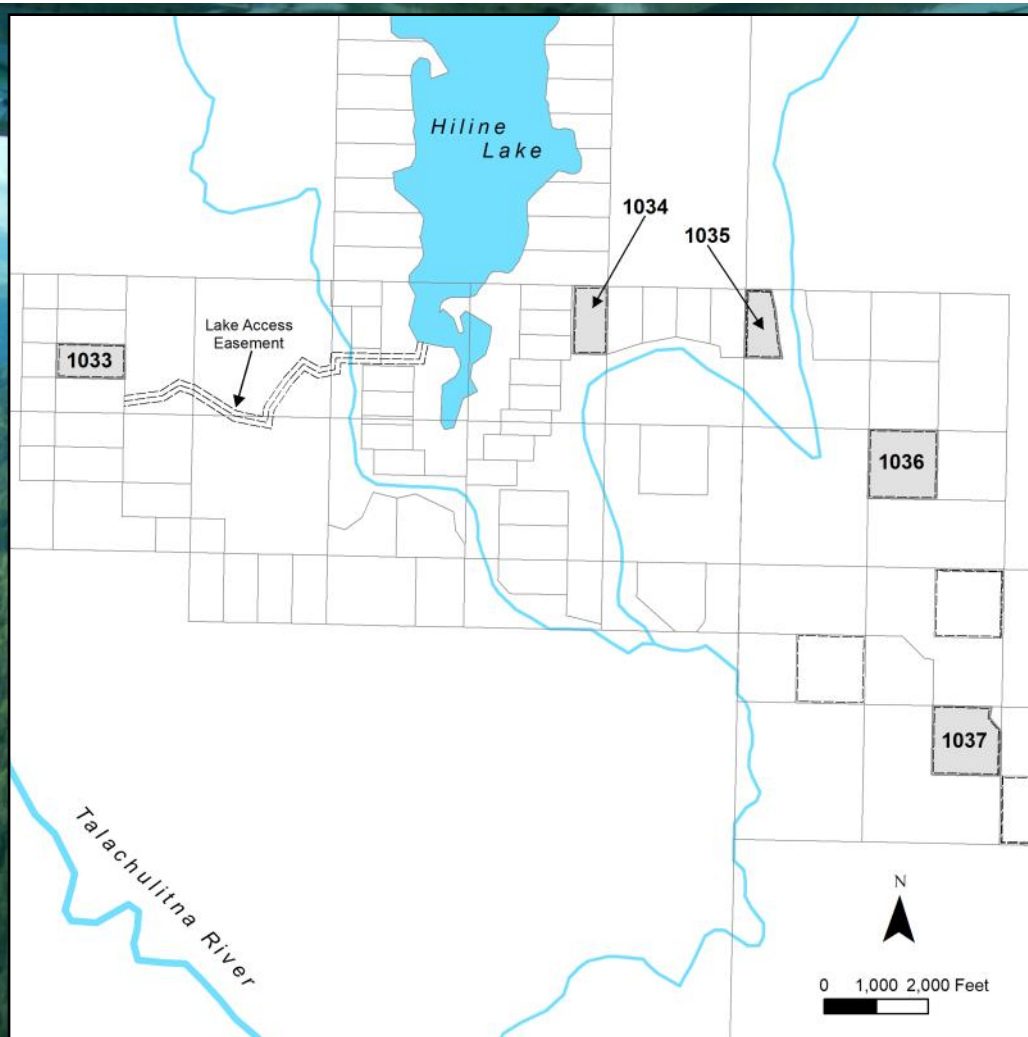 Hiline
Lake
1034
1035
Lake Access
Easement
1033
1036
1037
Talachulitna River
N
0 1,000 2,000 Feet